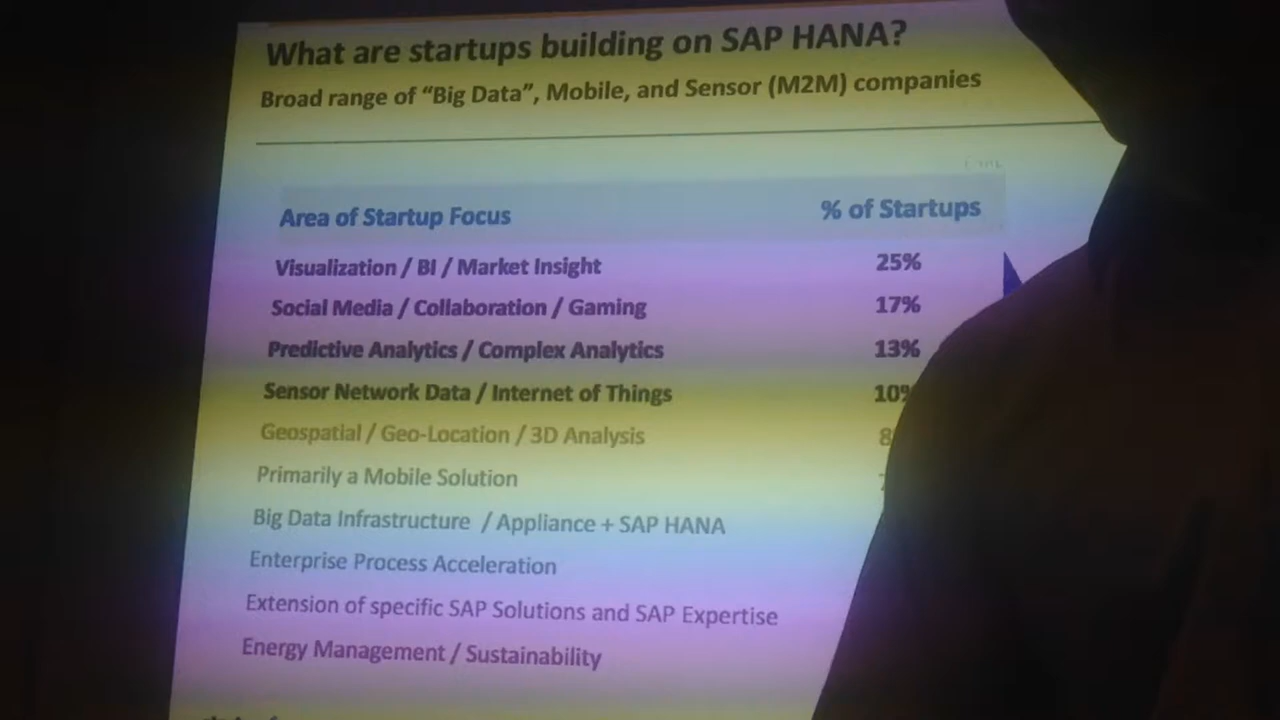 What are startups building on SAP HANA?
Broad range of “Big Data”, Mobile, and Sensor (M2M) companies
Area of Startup Focus % of Startups
Visualization / BI / Market Insight 25%
Social Media / Collaboration / Gaming 17%
Predictive Analytics / Complex Analytics 13%
Sensor Network Data / Internet of Things 10%
Geospatial / Geo-Location / 3D Analysis
Primarily a Mobile Solution
Big Data Infrastructure / Appliance + SAP HANA
Enterprise Process Acceleration
Extension of specific SAP Solutions and SAP Expertise
Energy Management / Sustainability